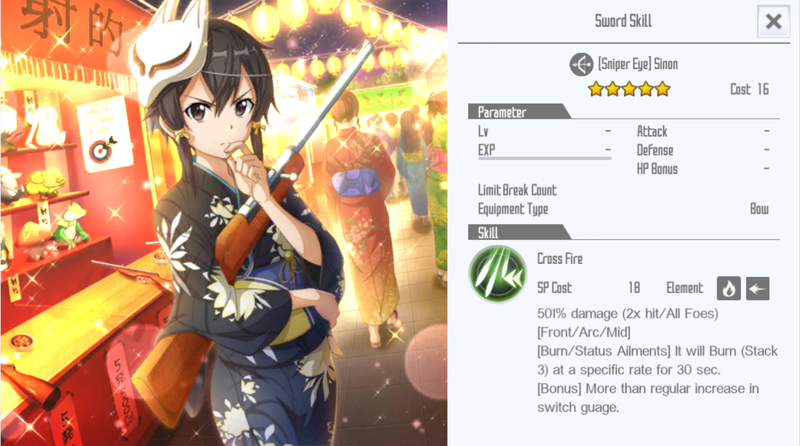 射的
Sword Skill
[Sniper Eye] Sinon
Cost 16
Parameter
Lv -
Attack -
EXP -
Defense -
HP Bonus -
Limit Break Count
Equipment Type Bow
Skill
Cross Fire
SP Cost 18 Element
501% damage (2x hit/All Foes)
[Front/Arc/Mid]
[Burn/Status Ailments] It will Burn (Stack
3) at a specific rate for 30 sec.
[Bonus] More than regular increase in
switch guage.